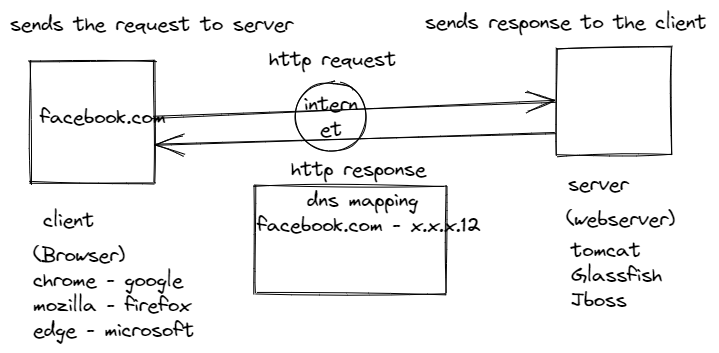 sends the request to server
sends response to the client
http request
facebook.com
intern
et
http response
dns mapping
facebook.com - x.x.x.12
client
(Browser)
chrome - google
mozilla - firefox
edge - microsoft
server
(webserver)
tomcat
Glassfish
Jboss